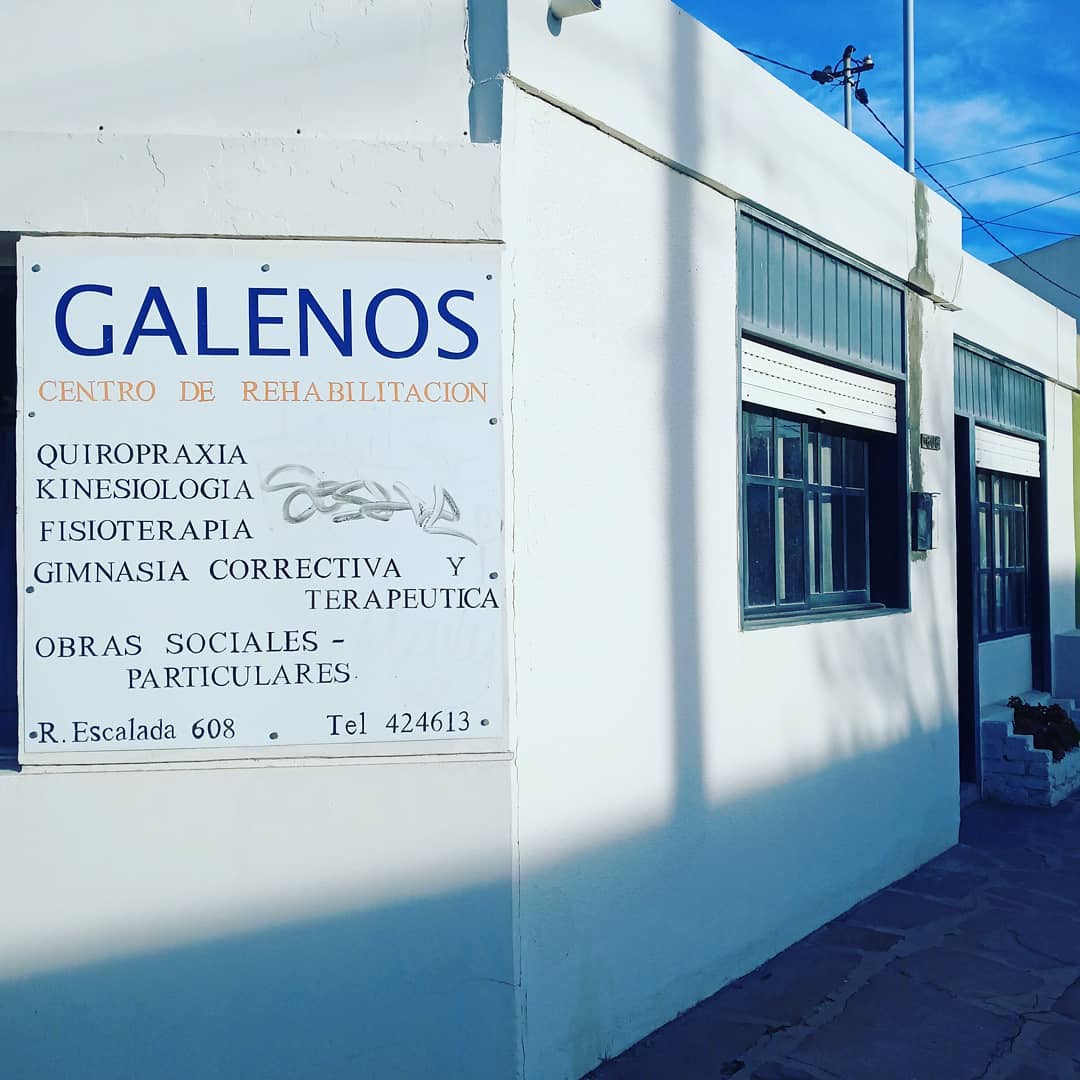 GALENOS
CENTRO DE REHABILITACION
QUIROPRAXIA
KINESIOLOGIA
FISIOTERAPIA
GIMNASIA CORRECTIVA Y
TERAPEUTICA
OBRAS SOCIALES -
PARTICULARES
R. Escalada 608 Tel 424613